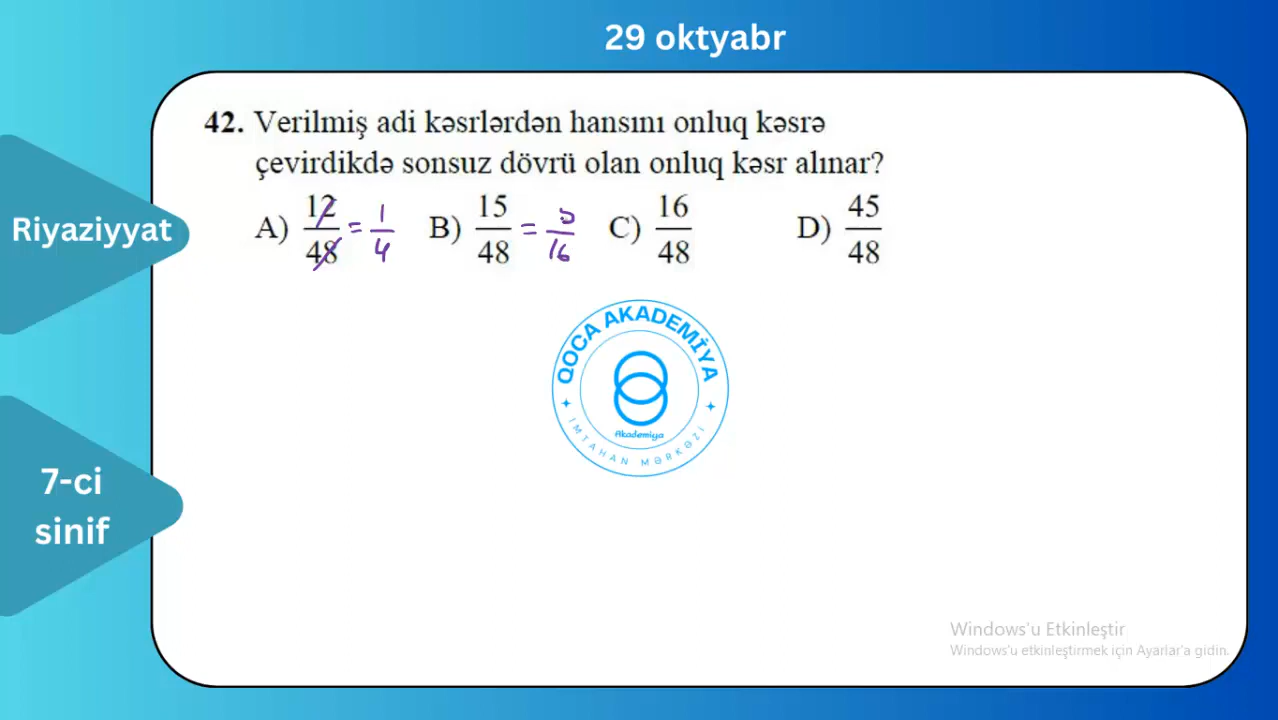 29 oktyabr
42. Verilmiş adi kəsrlərdən hansını onluq kəsrə
çevirdikdə sonsuz dövrü olan onluq kəsr alınar?
A) 12/48 = 1/4 B) 15/48 = 5/16 C) 16/48 D) 45/48
Riyaziyyat
QOCA AKADEMİYA
Akademiya
İMTAHAN MƏRKƏZİ
7-ci
sinif
Windows'u Etkinleştir
Windows'u etkinleştirmek için Ayarlar'a gidin.